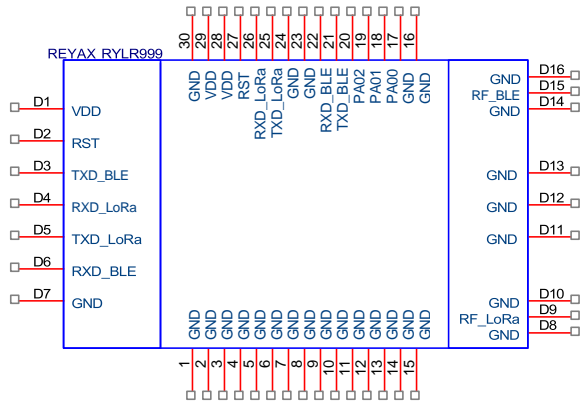 30 29 28 27 26 25 24 23 22 21 20 19 18 17 16
REYAX RYLR999
GND VDD VDD RST RXD_LoRa TXD_LoRa GND GND RXD_BLE TXD_BLE PA02 PA01 PA00 GND GND
D1 VDD
D2 RST
D3 TXD_BLE
D4 RXD_LoRa
D5 TXD_LoRa
D6 RXD_BLE
D7 GND
GND D16
RF_BLE D15
GND D14
GND D13
GND D12
GND D11
GND D10
RF_LoRa D9
GND D8
GND GND GND GND GND GND GND GND GND GND GND GND GND GND GND
1 2 3 4 5 6 7 8 9 10 11 12 13 14 15